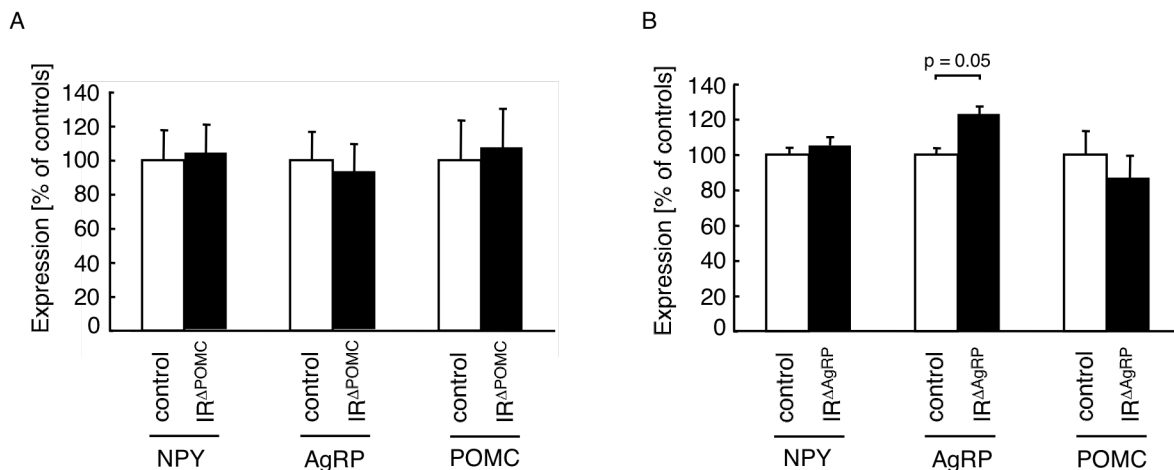 A
Expression [% of controls]
140
120
100
80
60
40
20
0
control
IRΔPOMC
control
IRΔPOMC
control
IRΔPOMC
NPY
AgRP
POMC
B
p = 0.05
Expression [% of controls]
140
120
100
80
60
40
20
0
control
IRΔAgRP
control
IRΔAgRP
control
IRΔAgRP
NPY
AgRP
POMC